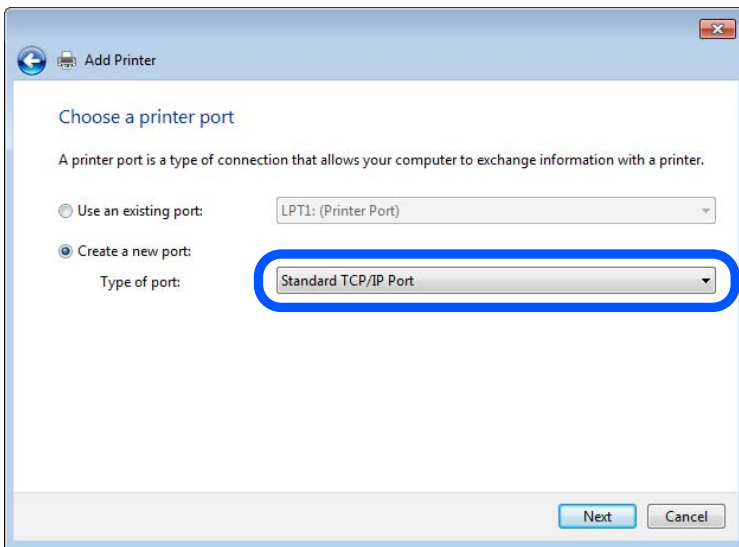 Add Printer
Choose a printer port
A printer port is a type of connection that allows your computer to exchange information with a printer.
Use an existing port: LPT1: (Printer Port)
Create a new port:
Type of port: Standard TCP/IP Port
Next Cancel